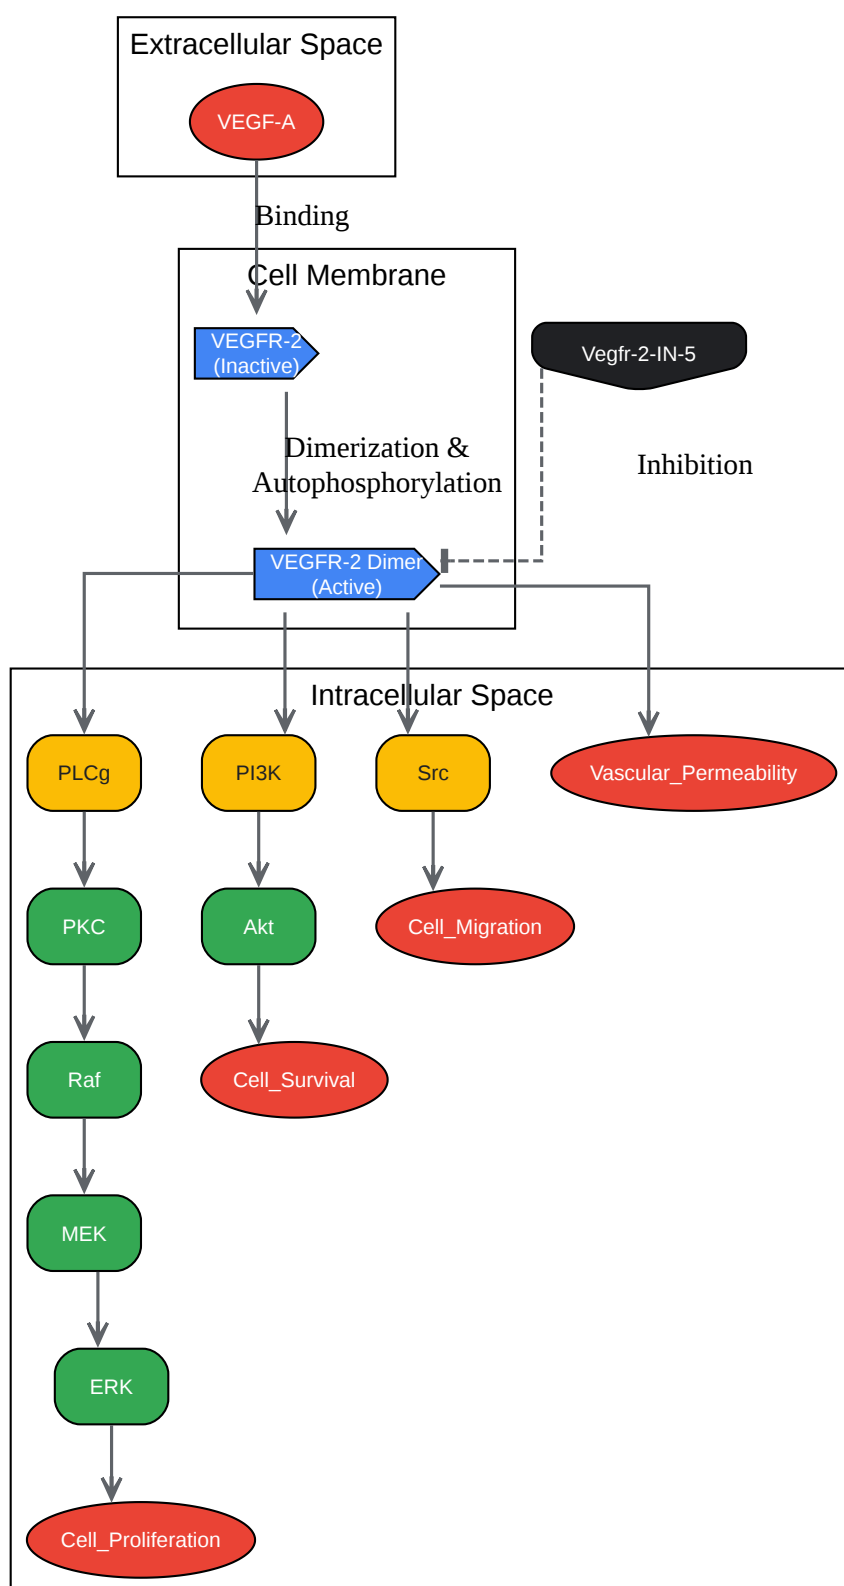 Extracellular Space
VEGF-A
Binding
Cell Membrane
VEGFR-2
(Inactive)
Vegfr-2-IN-5
Dimerization &
Autophosphorylation
Inhibition
VEGFR-2 Dimer
(Active)
Intracellular Space
PLCg
PI3K
Src
Vascular_Permeability
PKC
Akt
Cell_Migration
Raf
Cell_Survival
MEK
ERK
Cell_Proliferation